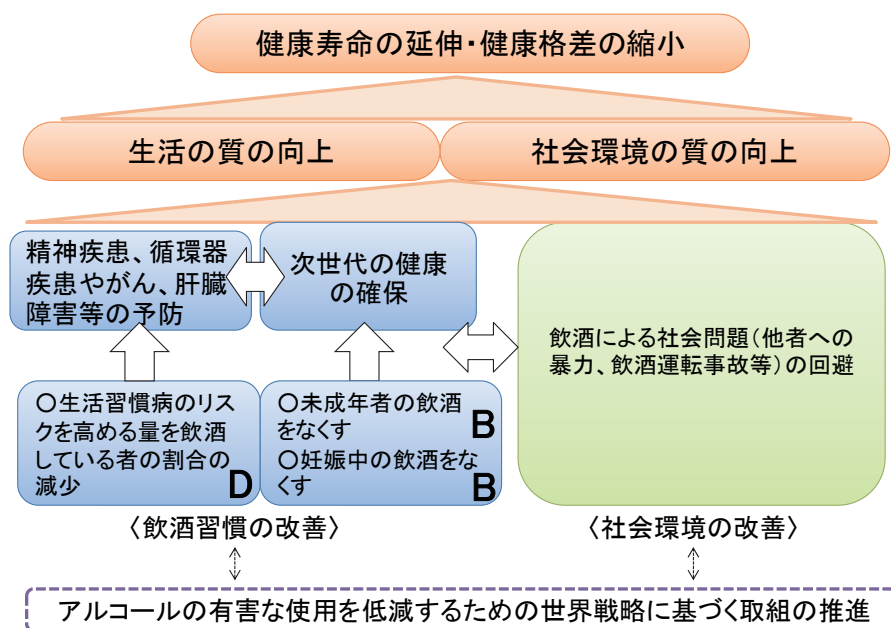 健康寿命の延伸・健康格差の縮小
生活の質の向上
社会環境の質の向上
精神疾患、循環器
疾患やがん、肝臓
障害等の予防
次世代の健康
の確保
飲酒による社会問題(他者への
暴力、飲酒運転事故等)の回避
○生活習慣病のリス
クを高める量を飲酒
している者の割合の
減少
D
○未成年者の飲酒
をなくす
B
○妊娠中の飲酒をな
くす
B
〈飲酒習慣の改善〉
〈社会環境の改善〉
アルコールの有害な使用を低減するための世界戦略に基づく取組の推進